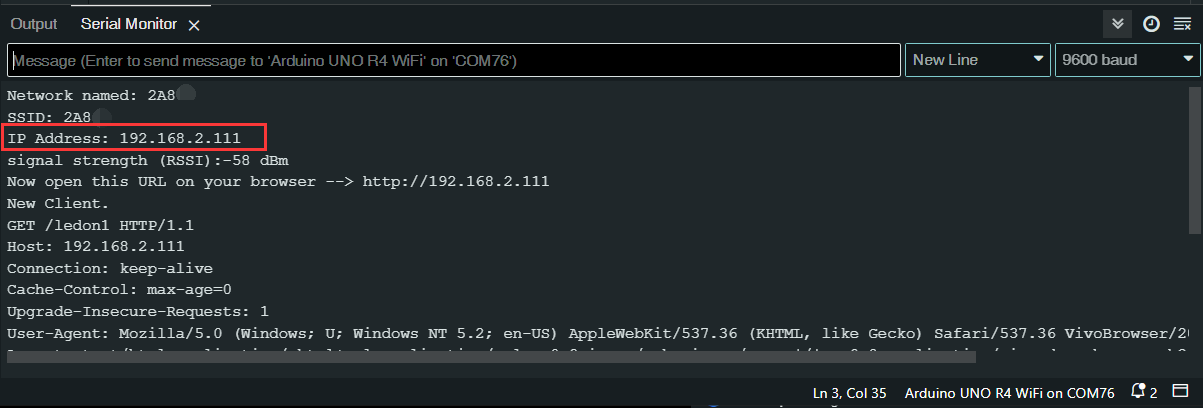 Output Serial Monitor
Message (Enter to send message to 'Arduino UNO R4 WiFi' on 'COM76') New Line 9600 baud
Network named: 2A8
SSID: 2A8
IP Address: 192.168.2.111
signal strength (RSSI):-58 dBm
Now open this URL on your browser --> http://192.168.2.111
New Client.
GET /ledon1 HTTP/1.1
Host: 192.168.2.111
Connection: keep-alive
Cache-Control: max-age=0
Upgrade-Insecure-Requests: 1
User-Agent: Mozilla/5.0 (Windows; U; Windows NT 5.2; en-US) AppleWebKit/537.36 (KHTML, like Gecko) Safari/537.36 VivoBrowser/20
Ln 3, Col 35 Arduino UNO R4 WiFi on COM76 2